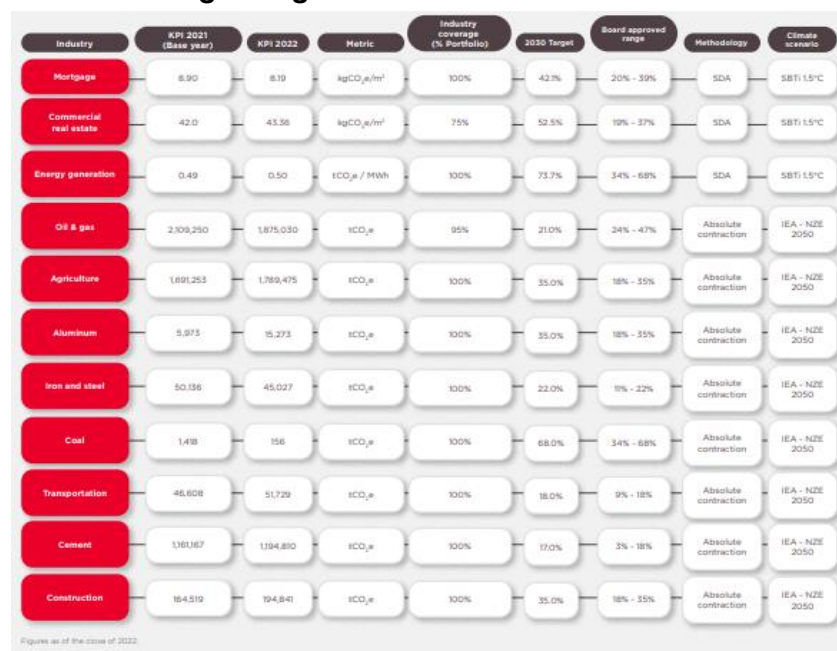 Industry KPI 2021 (Base year) KPI 2022 Metric Industry coverage (% Portfolio) 2030 Target Board approved range Methodology Climate scenario
Mortgage 8.90 8.19 kgCO₂e/m² 100% 42.1% 20% - 39% SDA SBTi 1.5°C
Commercial real estate 42.0 43.36 kgCO₂e/m² 75% 52.5% 19% - 37% SDA SBTi 1.5°C
Energy generation 0.49 0.50 tCO₂e / MWh 100% 73.7% 34% - 68% SDA SBTi 1.5°C
Oil & gas 2,109,250 1,875,030 tCO₂e 95% 21.0% 24% - 47% Absolute contraction IEA - NZE 2050
Agriculture 1,691,253 1,789,475 tCO₂e 100% 35.0% 18% - 35% Absolute contraction IEA - NZE 2050
Aluminum 5,973 15,273 tCO₂e 100% 35.0% 18% - 35% Absolute contraction IEA - NZE 2050
Iron and steel 50,136 45,027 tCO₂e 100% 22.0% 11% - 22% Absolute contraction IEA - NZE 2050
Coal 1,418 156 tCO₂e 100% 68.0% 34% - 68% Absolute contraction IEA - NZE 2050
Transportation 46,608 51,729 tCO₂e 100% 18.0% 9% - 18% Absolute contraction IEA - NZE 2050
Cement 1,161,167 1,194,810 tCO₂e 100% 17.0% 3% - 18% Absolute contraction IEA - NZE 2050
Construction 164,519 194,841 tCO₂e 100% 35.0% 18% - 35% Absolute contraction IEA - NZE 2050
Figures as of the close of 2022.